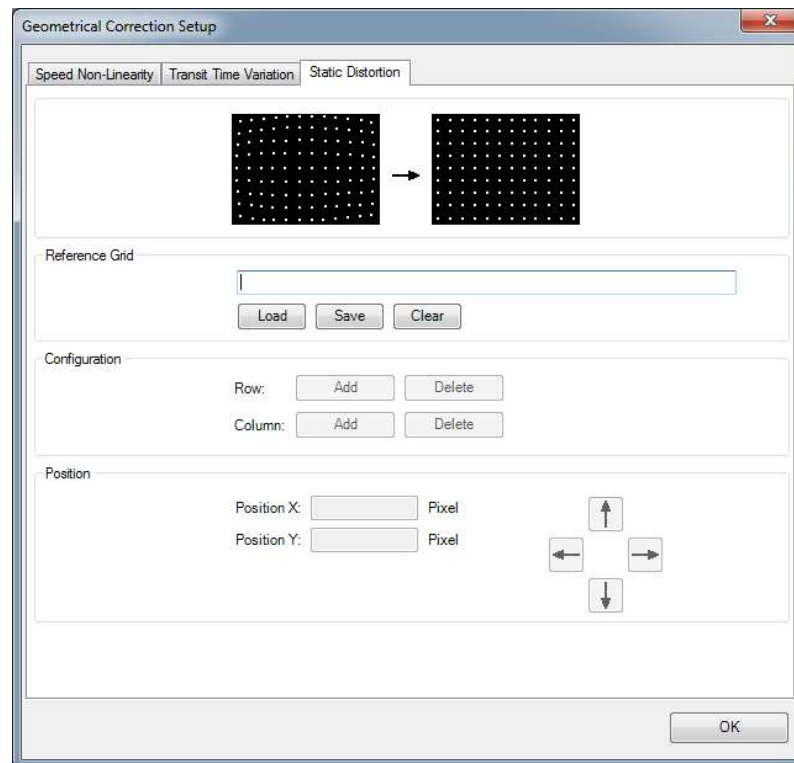 Geometrical Correction Setup
Speed Non-Linearity Transit Time Variation Static Distortion
Reference Grid
Load Save Clear
Configuration
Row: Add Delete
Column: Add Delete
Position
Position X: Pixel
Position Y: Pixel
OK